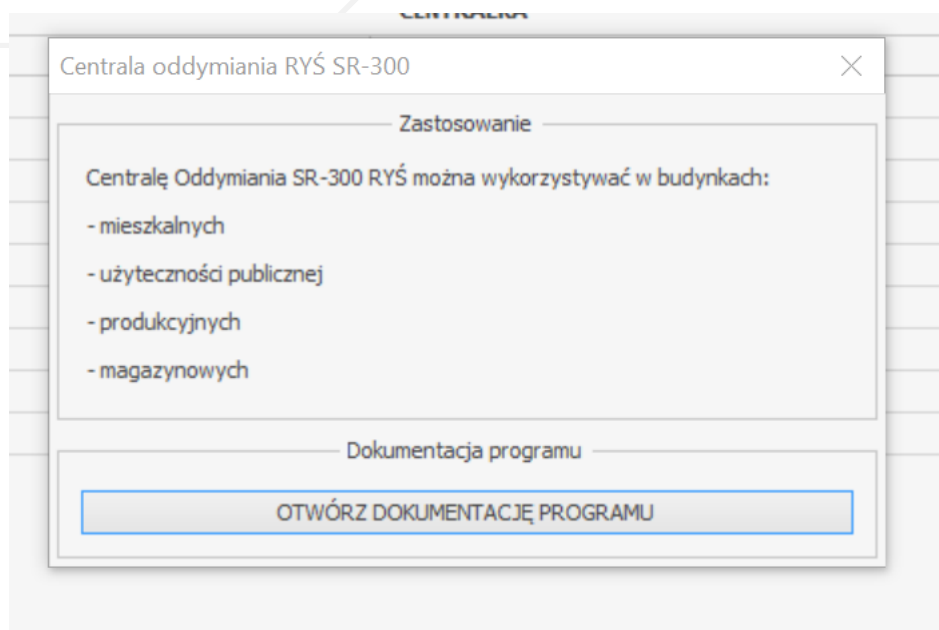 CENTRALKA
Centrala oddymiania RYŚ SR-300
Zastosowanie
Centralę Oddymiania SR-300 RYŚ można wykorzystywać w budynkach:
- mieszkalnych
- użyteczności publicznej
- produkcyjnych
- magazynowych
Dokumentacja programu
OTWÓRZ DOKUMENTACJĘ PROGRAMU